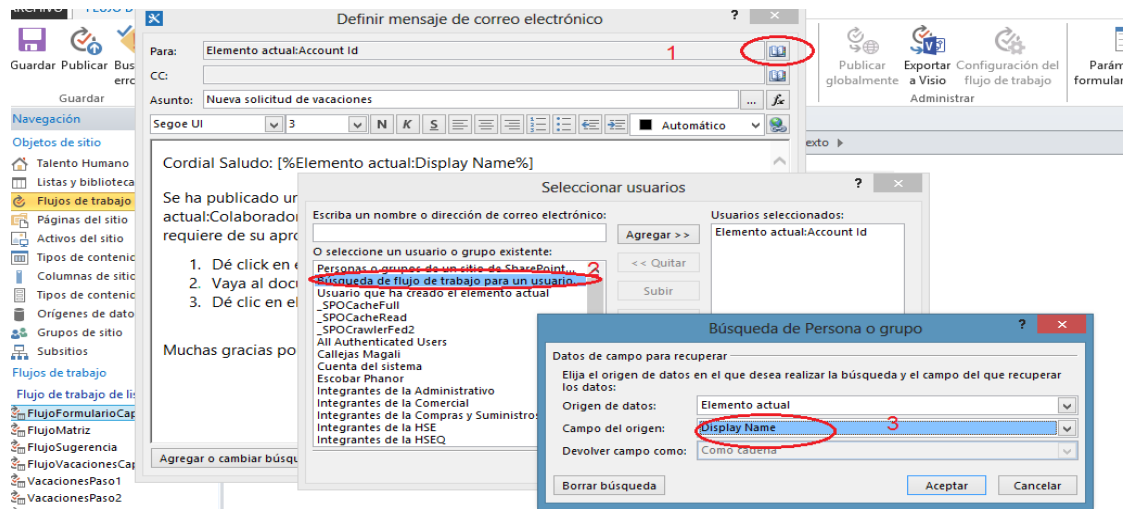 ARCHIVO FLUJO D
Definir mensaje de correo electrónico ?
Guardar Publicar Bus
erro
Guardar
Para: Elemento actual:Account Id
1
CC:
Asunto: Nueva solicitud de vacaciones ... fx
Segoe UI 3 N K S Automático
Publicar globalmente
Exportar a Visio
Configuración del flujo de trabajo
Parám
formular
Administrar
exto
Navegación
Objetos de sitio
Talento Humano
Listas y biblioteca
Flujos de trabajo
Páginas del sitio
Activos del sitio
Tipos de contenic
Columnas de sitic
Tipos de contenic
Orígenes de dato
Grupos de sitio
Subsitios
Flujos de trabajo
Flujo de trabajo de lis
FlujoFormularioCap
FlujoMatriz
FlujoSugerencia
FlujoVacacionesCap
VacacionesPaso1
VacacionesPaso2
Cordial Saludo: [%Elemento actual:Display Name%]
Se ha publicado un
actual:Colaborador
requiere de su apro
1. Dé click en e
2. Vaya al docu
3. Dé clic en el
Muchas gracias po
Agregar o cambiar búsqu
Seleccionar usuarios ?
Escriba un nombre o dirección de correo electrónico:
Usuarios seleccionados:
Agregar >>
Elemento actual:Account Id
O seleccione un usuario o grupo existente:
<< Quitar
Subir
Personas o grupos de un sitio de SharePoint...
2
Búsqueda de flujo de trabajo para un usuario...
Usuario que ha creado el elemento actual
_SPOCacheFull
_SPOCacheRead
_SPOCrawlerFed2
All Authenticated Users
Callejas Magali
Cuenta del sistema
Escobar Phanor
Integrantes de la Administrativo
Integrantes de la Comercial
Integrantes de la Compras y Suministros
Integrantes de la HSE
Integrantes de la HSEQ
Búsqueda de Persona o grupo ?
Datos de campo para recuperar
Elija el origen de datos en el que desea realizar la búsqueda y el campo del que recuperar
los datos:
Origen de datos: Elemento actual
Campo del origen: Display Name
3
Devolver campo como: Como cadena
Borrar búsqueda Aceptar Cancelar